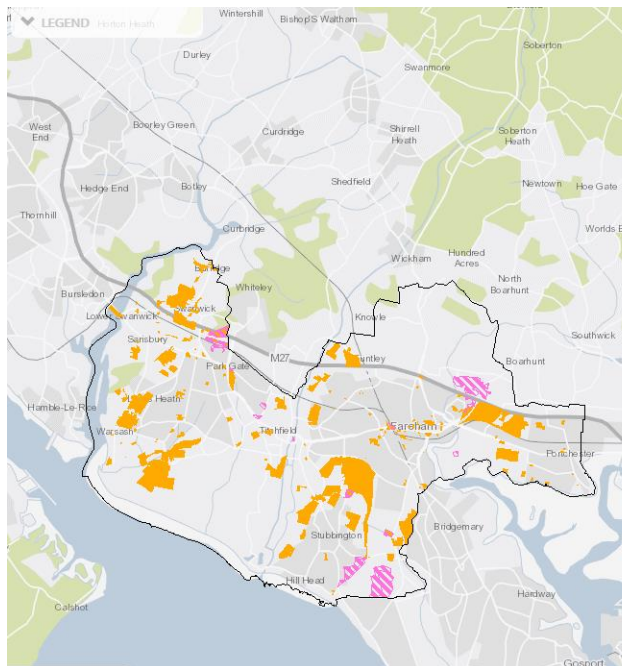 LEGEND
Horton Heath
Wintershill
Bishop|S Waltham
Durley
Soberton
Swanmore
West
End
Boorley Green
Curdridge
Shirrell
Heath
Soberton
Heath
Hedge End
Botley
Shedfield
Newtown
Hoe Gate
Thornhill
Curbridge
Worlds E
Wickham
Hundred
Acres
Burridge
North
Boarhunt
Bursledon
Whiteley
Lower Swanwick
Swanwick
Knowle
Southwick
Sarisbury
M27
Funtley
Boarhunt
Park Gate
Locks Heath
Hamble-Le-Rice
Warsash
Titchfield
Fareham
Portchester
Bridgemary
Stubbington
Hill Head
Hardway
Calshot
Gosport